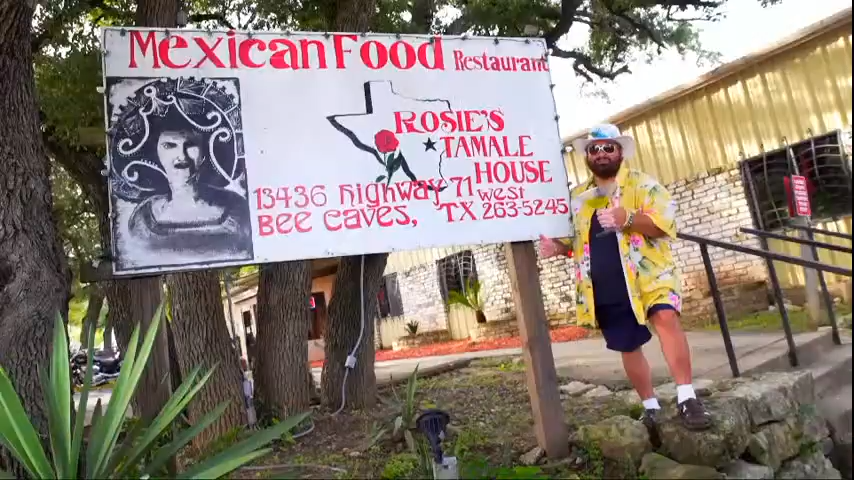 Mexican Food Restaurant
ROSIE'S
TAMALE
HOUSE
13436 highway 71 west
Bee Caves, TX 263-5245